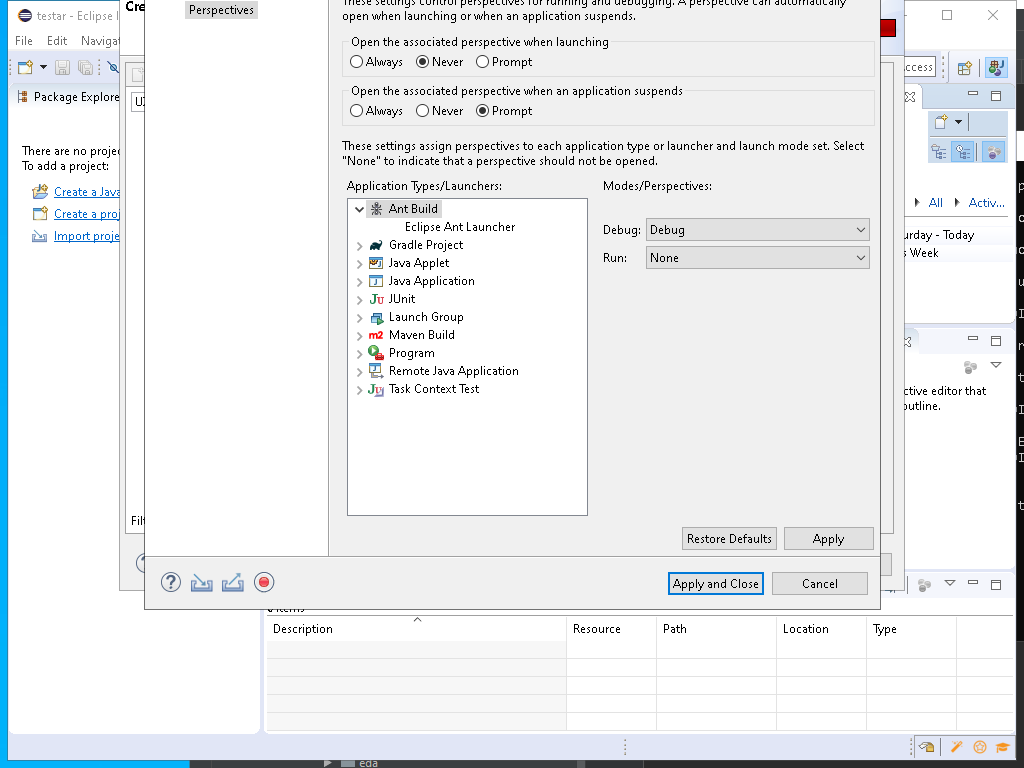 testar - Eclipse I
Cre
Perspectives
These settings control perspectives for running and debugging. A perspective can automatically
open when launching or when an application suspends.
File Edit Naviga
Open the associated perspective when launching
Always Never Prompt
ccess
Package Explore
Open the associated perspective when an application suspends
Always Never Prompt
There are no projec
To add a project:
These settings assign perspectives to each application type or launcher and launch mode set. Select
"None" to indicate that a perspective should not be opened.
Create a Java
Create a proj
Import proje
Application Types/Launchers:
Modes/Perspectives:
Ant Build
Eclipse Ant Launcher
Gradle Project
Java Applet
Java Application
JUnit
Launch Group
Maven Build
Program
Remote Java Application
Task Context Test
Debug: Debug
Run: None
All Activ...
urday - Today
s Week
ctive editor that
outline.
Filt
Restore Defaults Apply
Apply and Close Cancel
Description Resource Path Location Type
eda